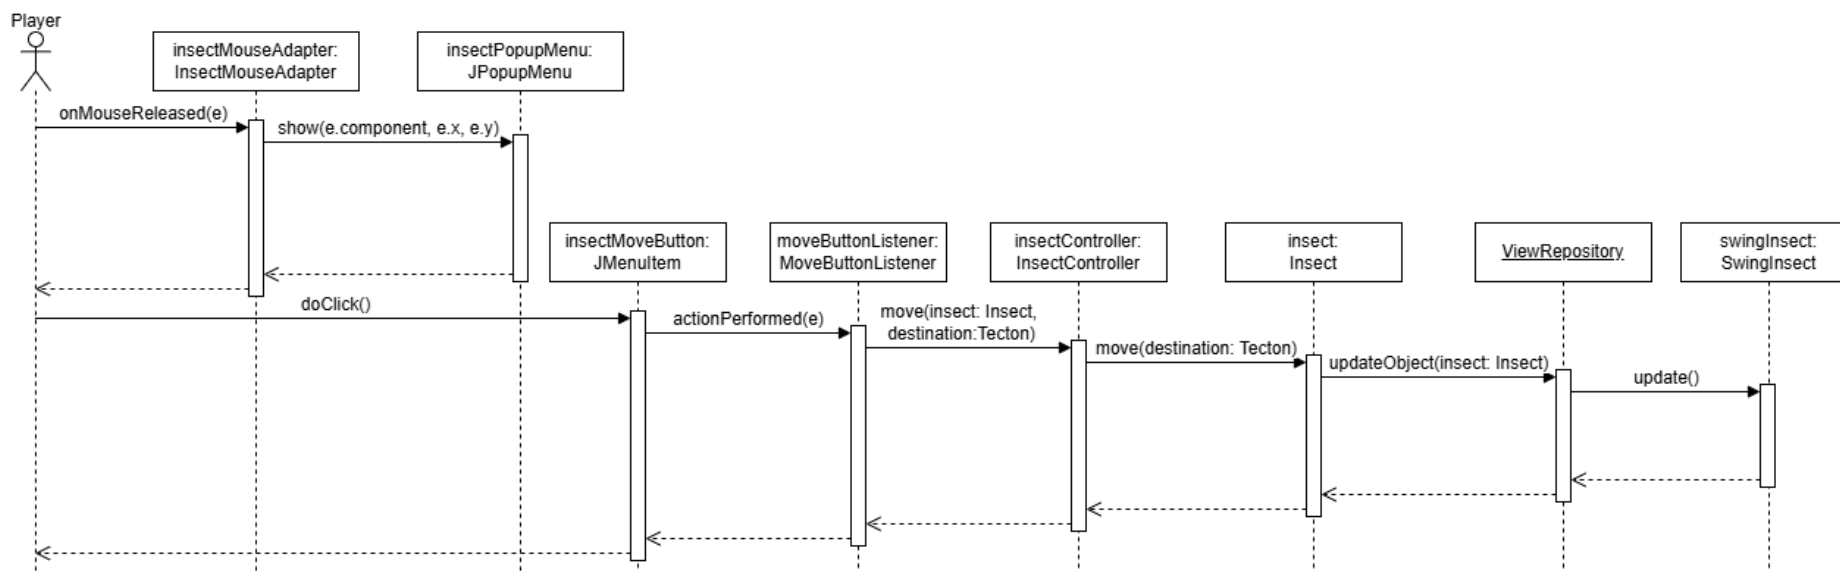 Player
insectMouseAdapter:
InsectMouseAdapter
insectPopupMenu:
JPopupMenu
onMouseReleased(e)
show(e.component, e.x, e.y)
insectMoveButton:
JMenuItem
moveButtonListener:
MoveButtonListener
insectController:
InsectController
insect:
Insect
ViewRepository
swingInsect:
SwingInsect
doClick()
actionPerformed(e)
move(insect: Insect,
destination:Tecton)
move(destination: Tecton)
updateObject(insect: Insect)
update()